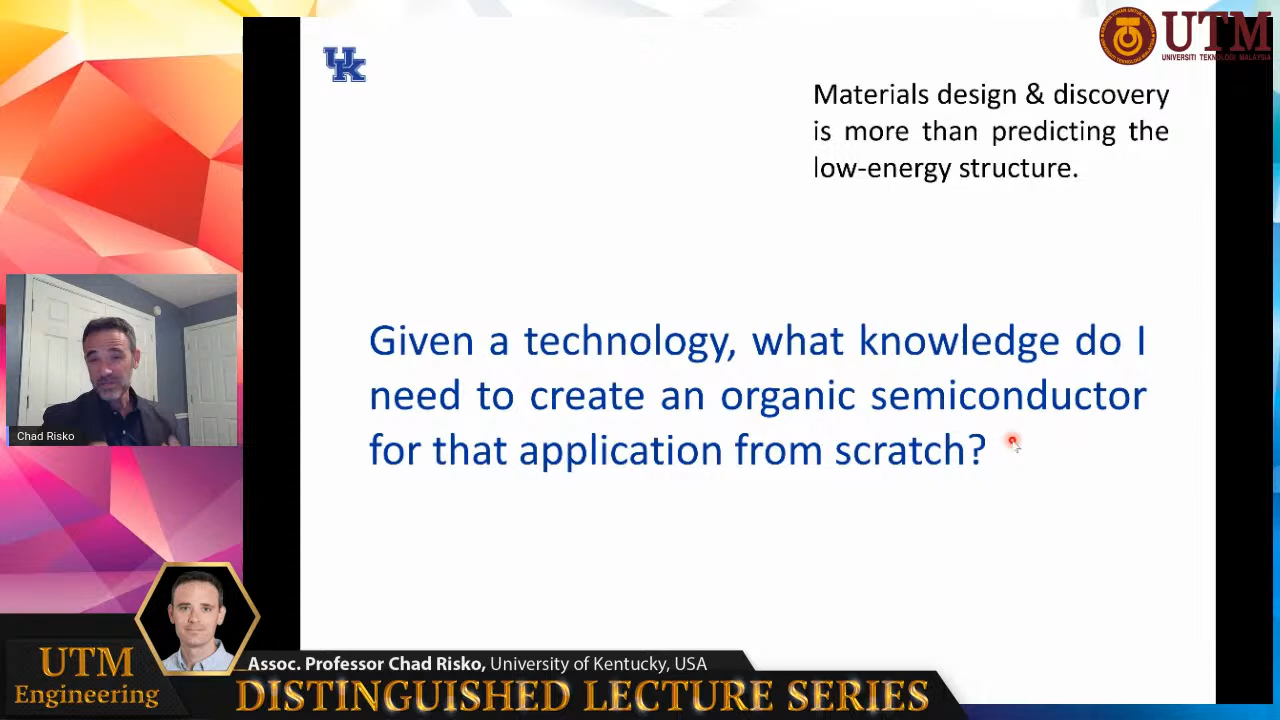 UTM
UNIVERSITI TEKNOLOGI MALAYSIA
UK
Materials design & discovery
is more than predicting the
low-energy structure.
Given a technology, what knowledge do I
need to create an organic semiconductor
for that application from scratch?
Chad Risko
UTM
Engineering
Assoc. Professor Chad Risko, University of Kentucky, USA
DISTINGUISHED LECTURE SERIES